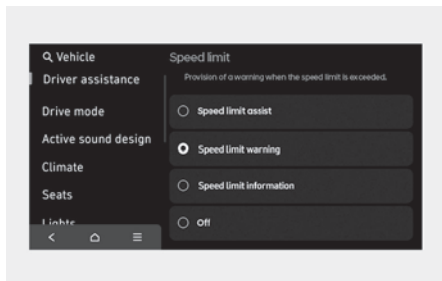 Vehicle
Speed limit
Driver assistance
Provision of a warning when the speed limit is exceeded.
Drive mode
Speed limit assist
Active sound design
Speed limit warning
Climate
Speed limit information
Seats
Lights
Off